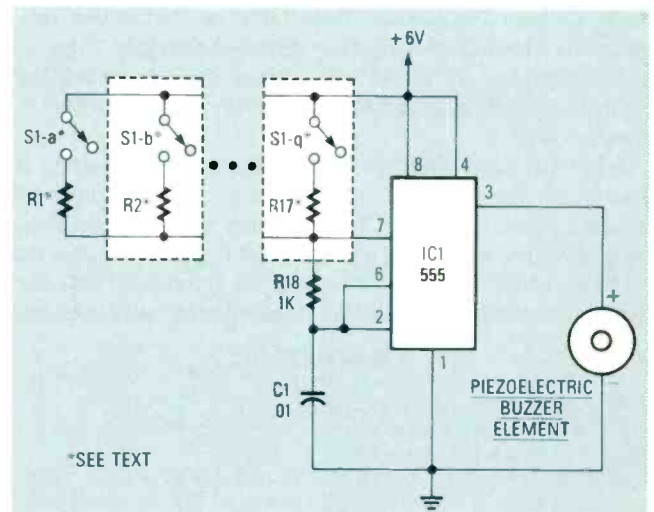 +6V
S1-a*
S1-b*
S1-q*
R1*
R2*
R17*
8
4
3
7
IC1
555
6
R18
1K
2
1
C1
01
+
-
PIEZOELECTRIC
BUZZER
ELEMENT
*SEE TEXT